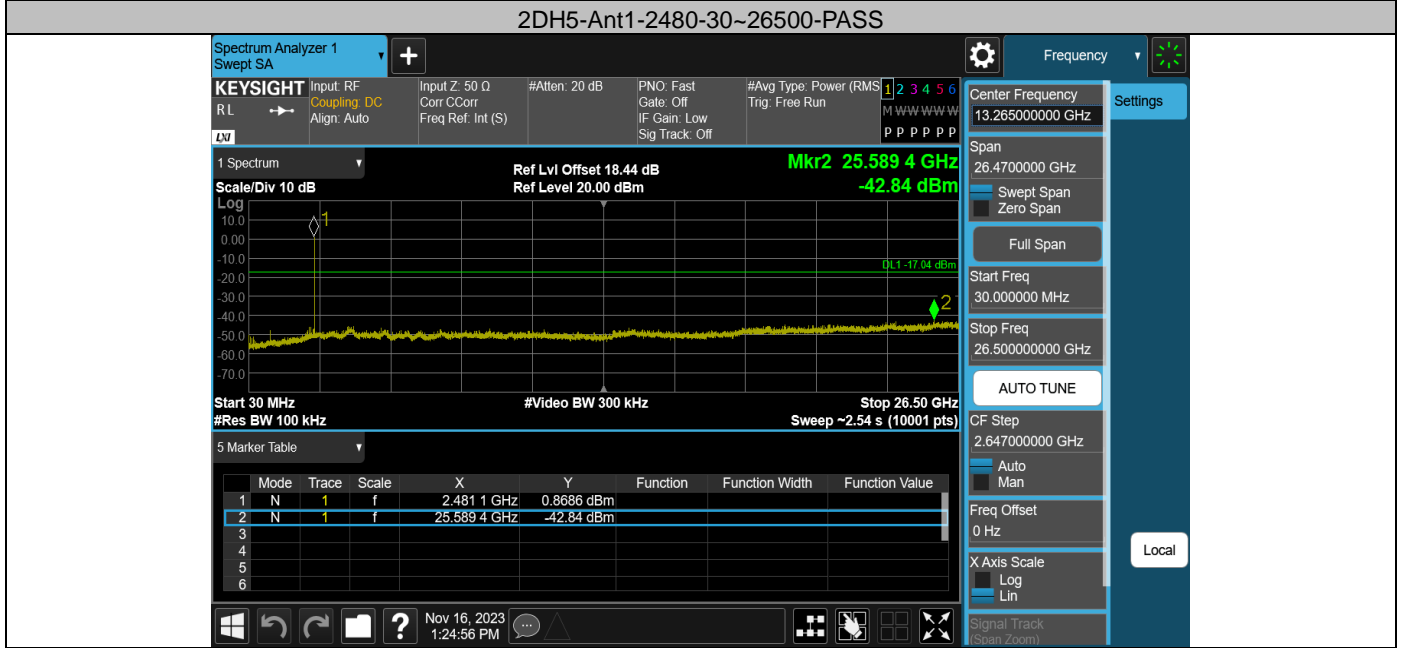 2DH5-Ant1-2480-30~26500-PASS
Spectrum Analyzer 1
Swept SA
+
Frequency
KEYSIGHT
RL
LXI
Input: RF
Coupling: DC
Align: Auto
Input Z: 50 Ω
Corr CCorr
Freq Ref: Int (S)
#Atten: 20 dB
PNO: Fast
Gate: Off
IF Gain: Low
Sig Track: Off
#Avg Type: Power (RMS
Trig: Free Run
1 2 3 4 5 6
M W W W W W
P P P P P P
Center Frequency
13.265000000 GHz
Settings
Span
26.4700000 GHz
Swept Span
Zero Span
Full Span
Start Freq
30.000000 MHz
Stop Freq
26.500000000 GHz
AUTO TUNE
CF Step
2.647000000 GHz
Auto
Man
Freq Offset
0 Hz
X Axis Scale
Log
Lin
Signal Track
(Span Zoom)
Local
1 Spectrum
Scale/Div 10 dB
Ref Lvl Offset 18.44 dB
Ref Level 20.00 dBm
Mkr2 25.589 4 GHz
-42.84 dBm
Log
10.0
0.00
-10.0
-20.0
-30.0
-40.0
-50.0
-60.0
-70.0
1
DL1 -17.04 dBm
2
Start 30 MHz
#Video BW 300 kHz
Stop 26.50 GHz
#Res BW 100 kHz
Sweep ~2.54 s (10001 pts)
5 Marker Table
Mode Trace Scale X Y Function Function Width Function Value
1 N 1 f 2.481 1 GHz 0.8686 dBm
2 N 1 f 25.589 4 GHz -42.84 dBm
3
4
5
6
?
Nov 16, 2023
1:24:56 PM